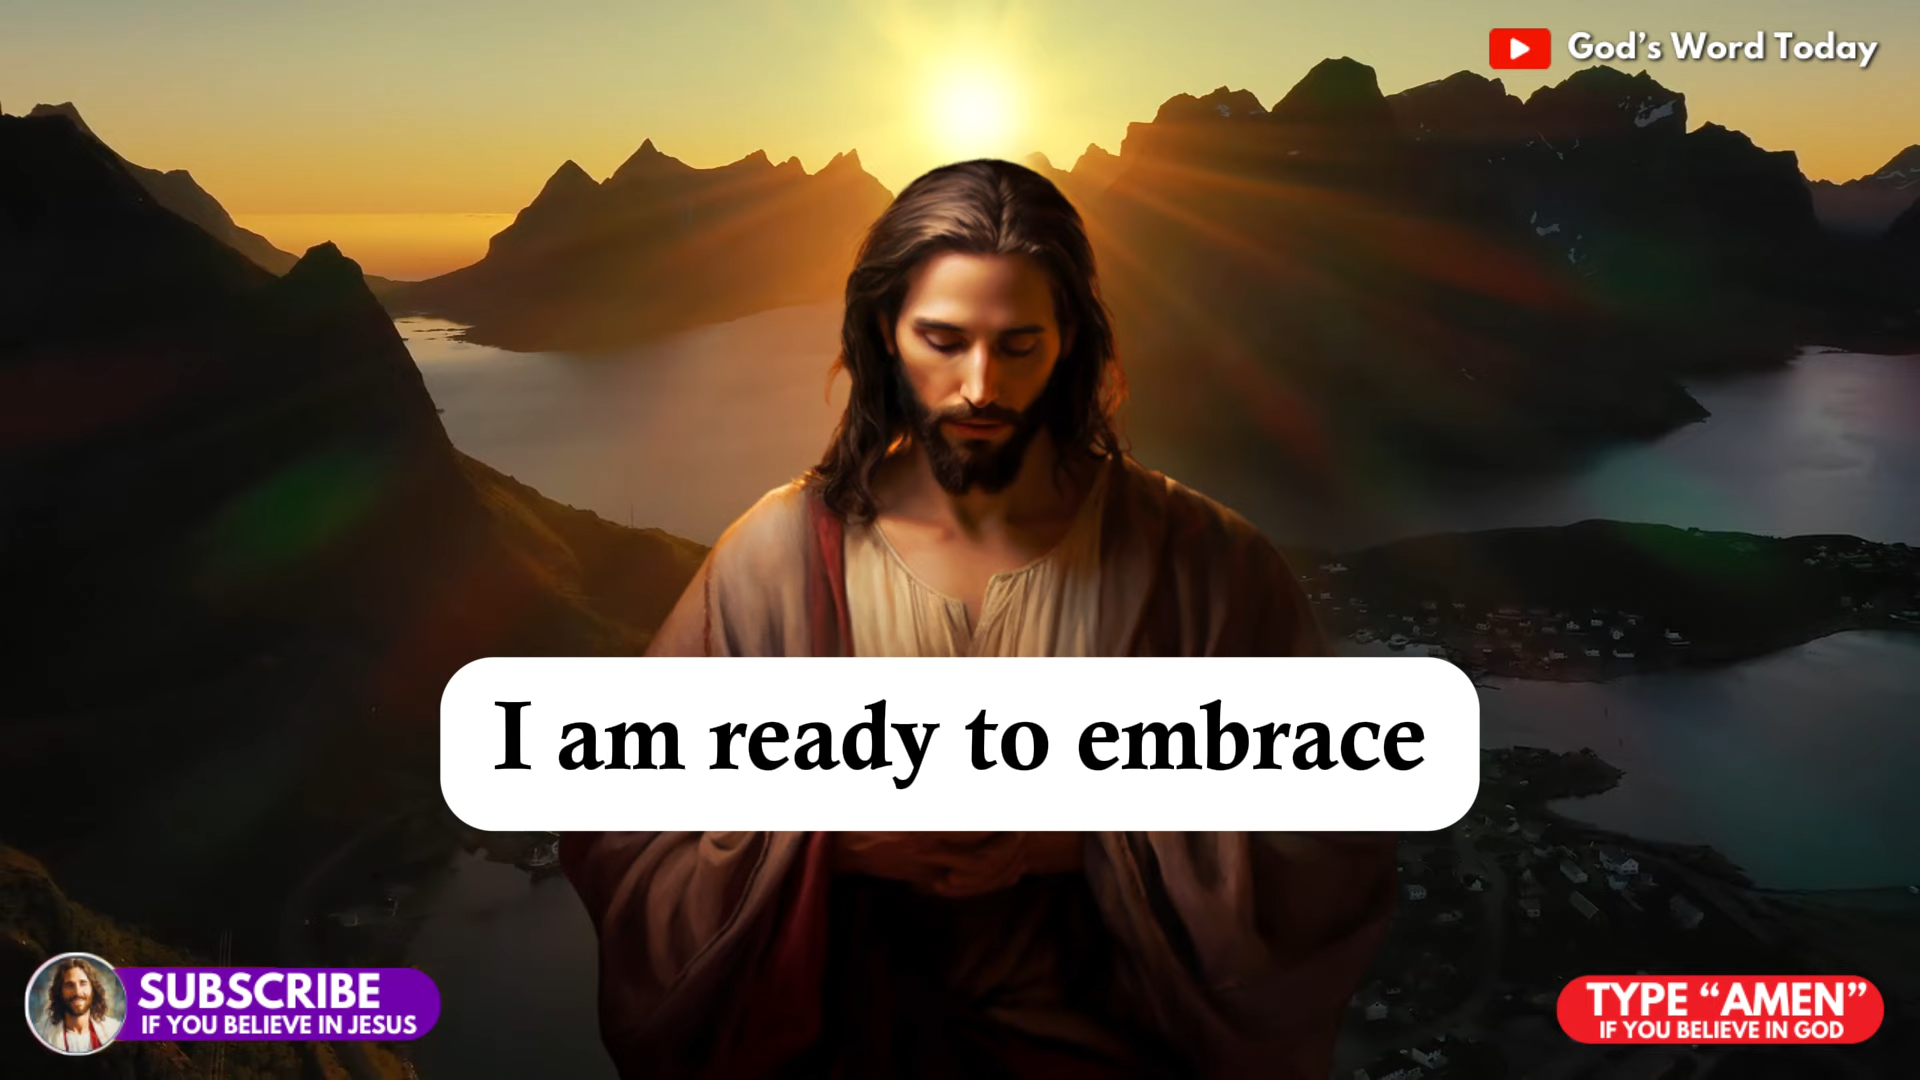 God's Word Today
I am ready to embrace
SUBSCRIBE
IF YOU BELIEVE IN JESUS
TYPE “AMEN”
IF YOU BELIEVE IN GOD